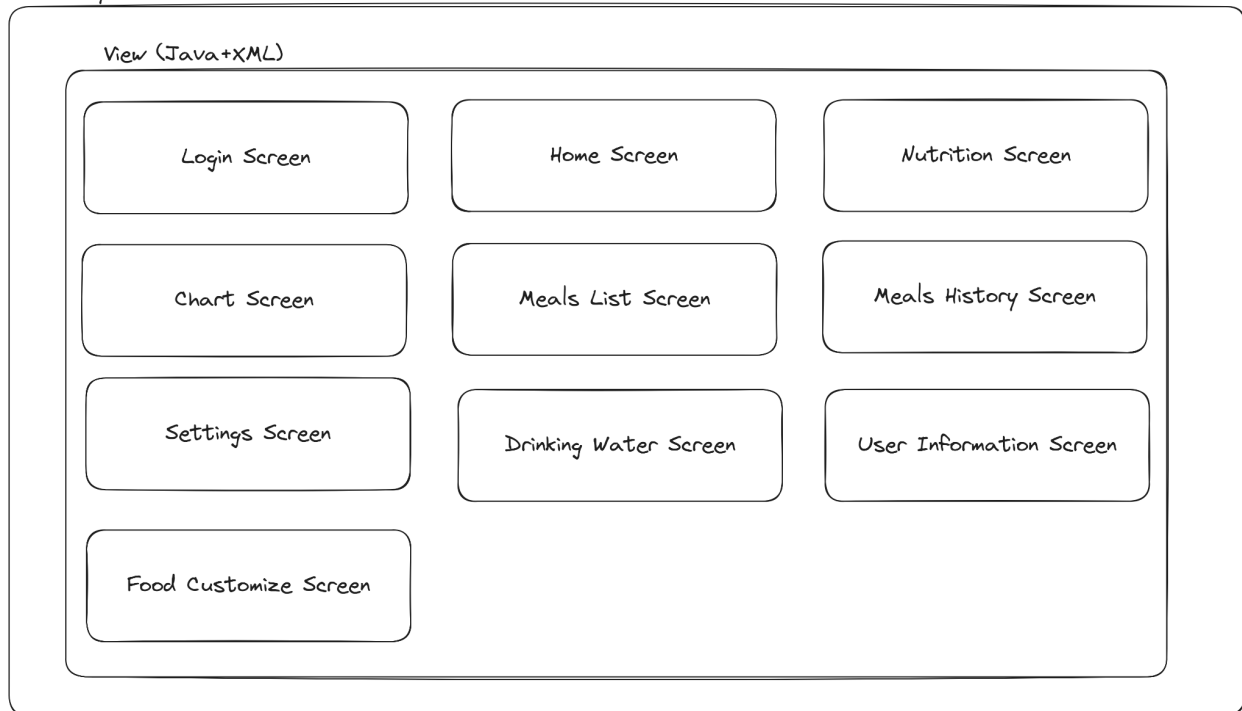 View (Java+XML)
Login Screen
Home Screen
Nutrition Screen
Chart Screen
Meals List Screen
Meals History Screen
Settings Screen
Drinking Water Screen
User Information Screen
Food Customize Screen